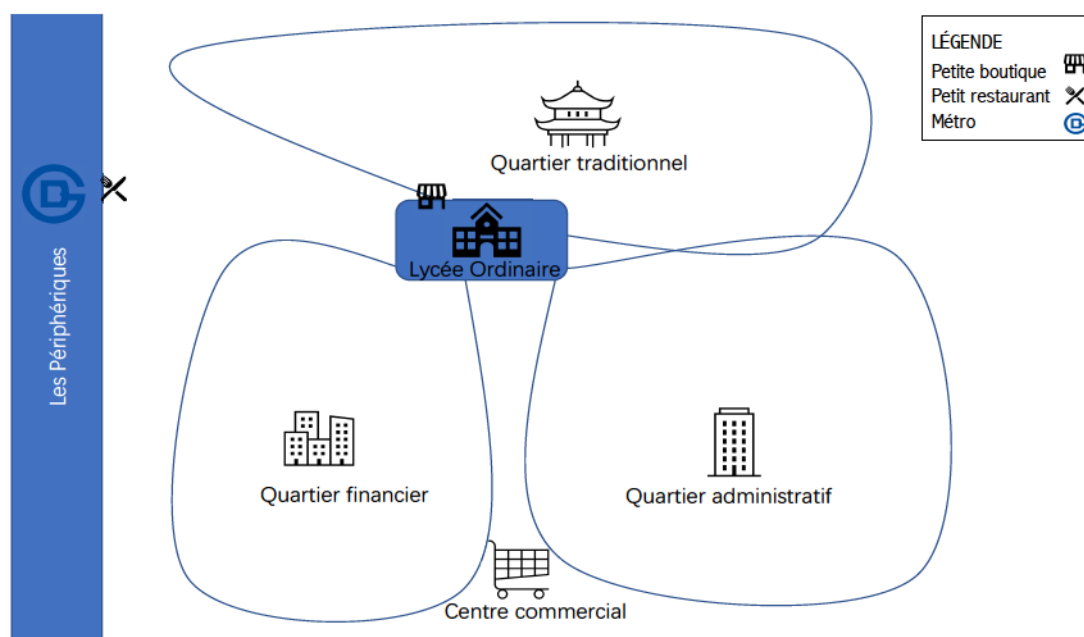 LÉGENDE
Petite boutique
Petit restaurant
Métro
Quartier traditionnel
Lycée Ordinaire
Les Périphériques
Quartier financier
Quartier administratif
Centre commercial